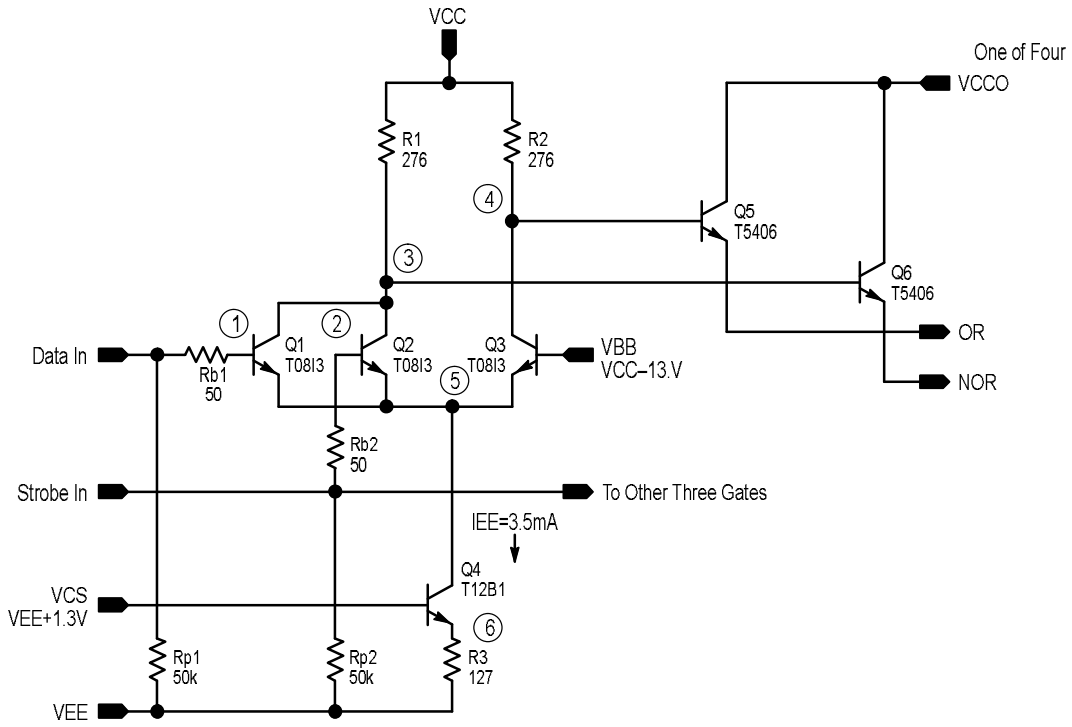 VCC
One of Four
VCCO
R1
276
R2
276
4
Q5
T5406
3
Q6
T5406
1
2
Data In
Rb1
50
Q1
T08I3
Q2
T08I3
Q3
T08I3
VBB
VCC–13.V
OR
NOR
5
Rb2
50
Strobe In
To Other Three Gates
IEE=3.5mA
Q4
T12B1
VCS
VEE+1.3V
6
Rp1
50k
Rp2
50k
R3
127
VEE